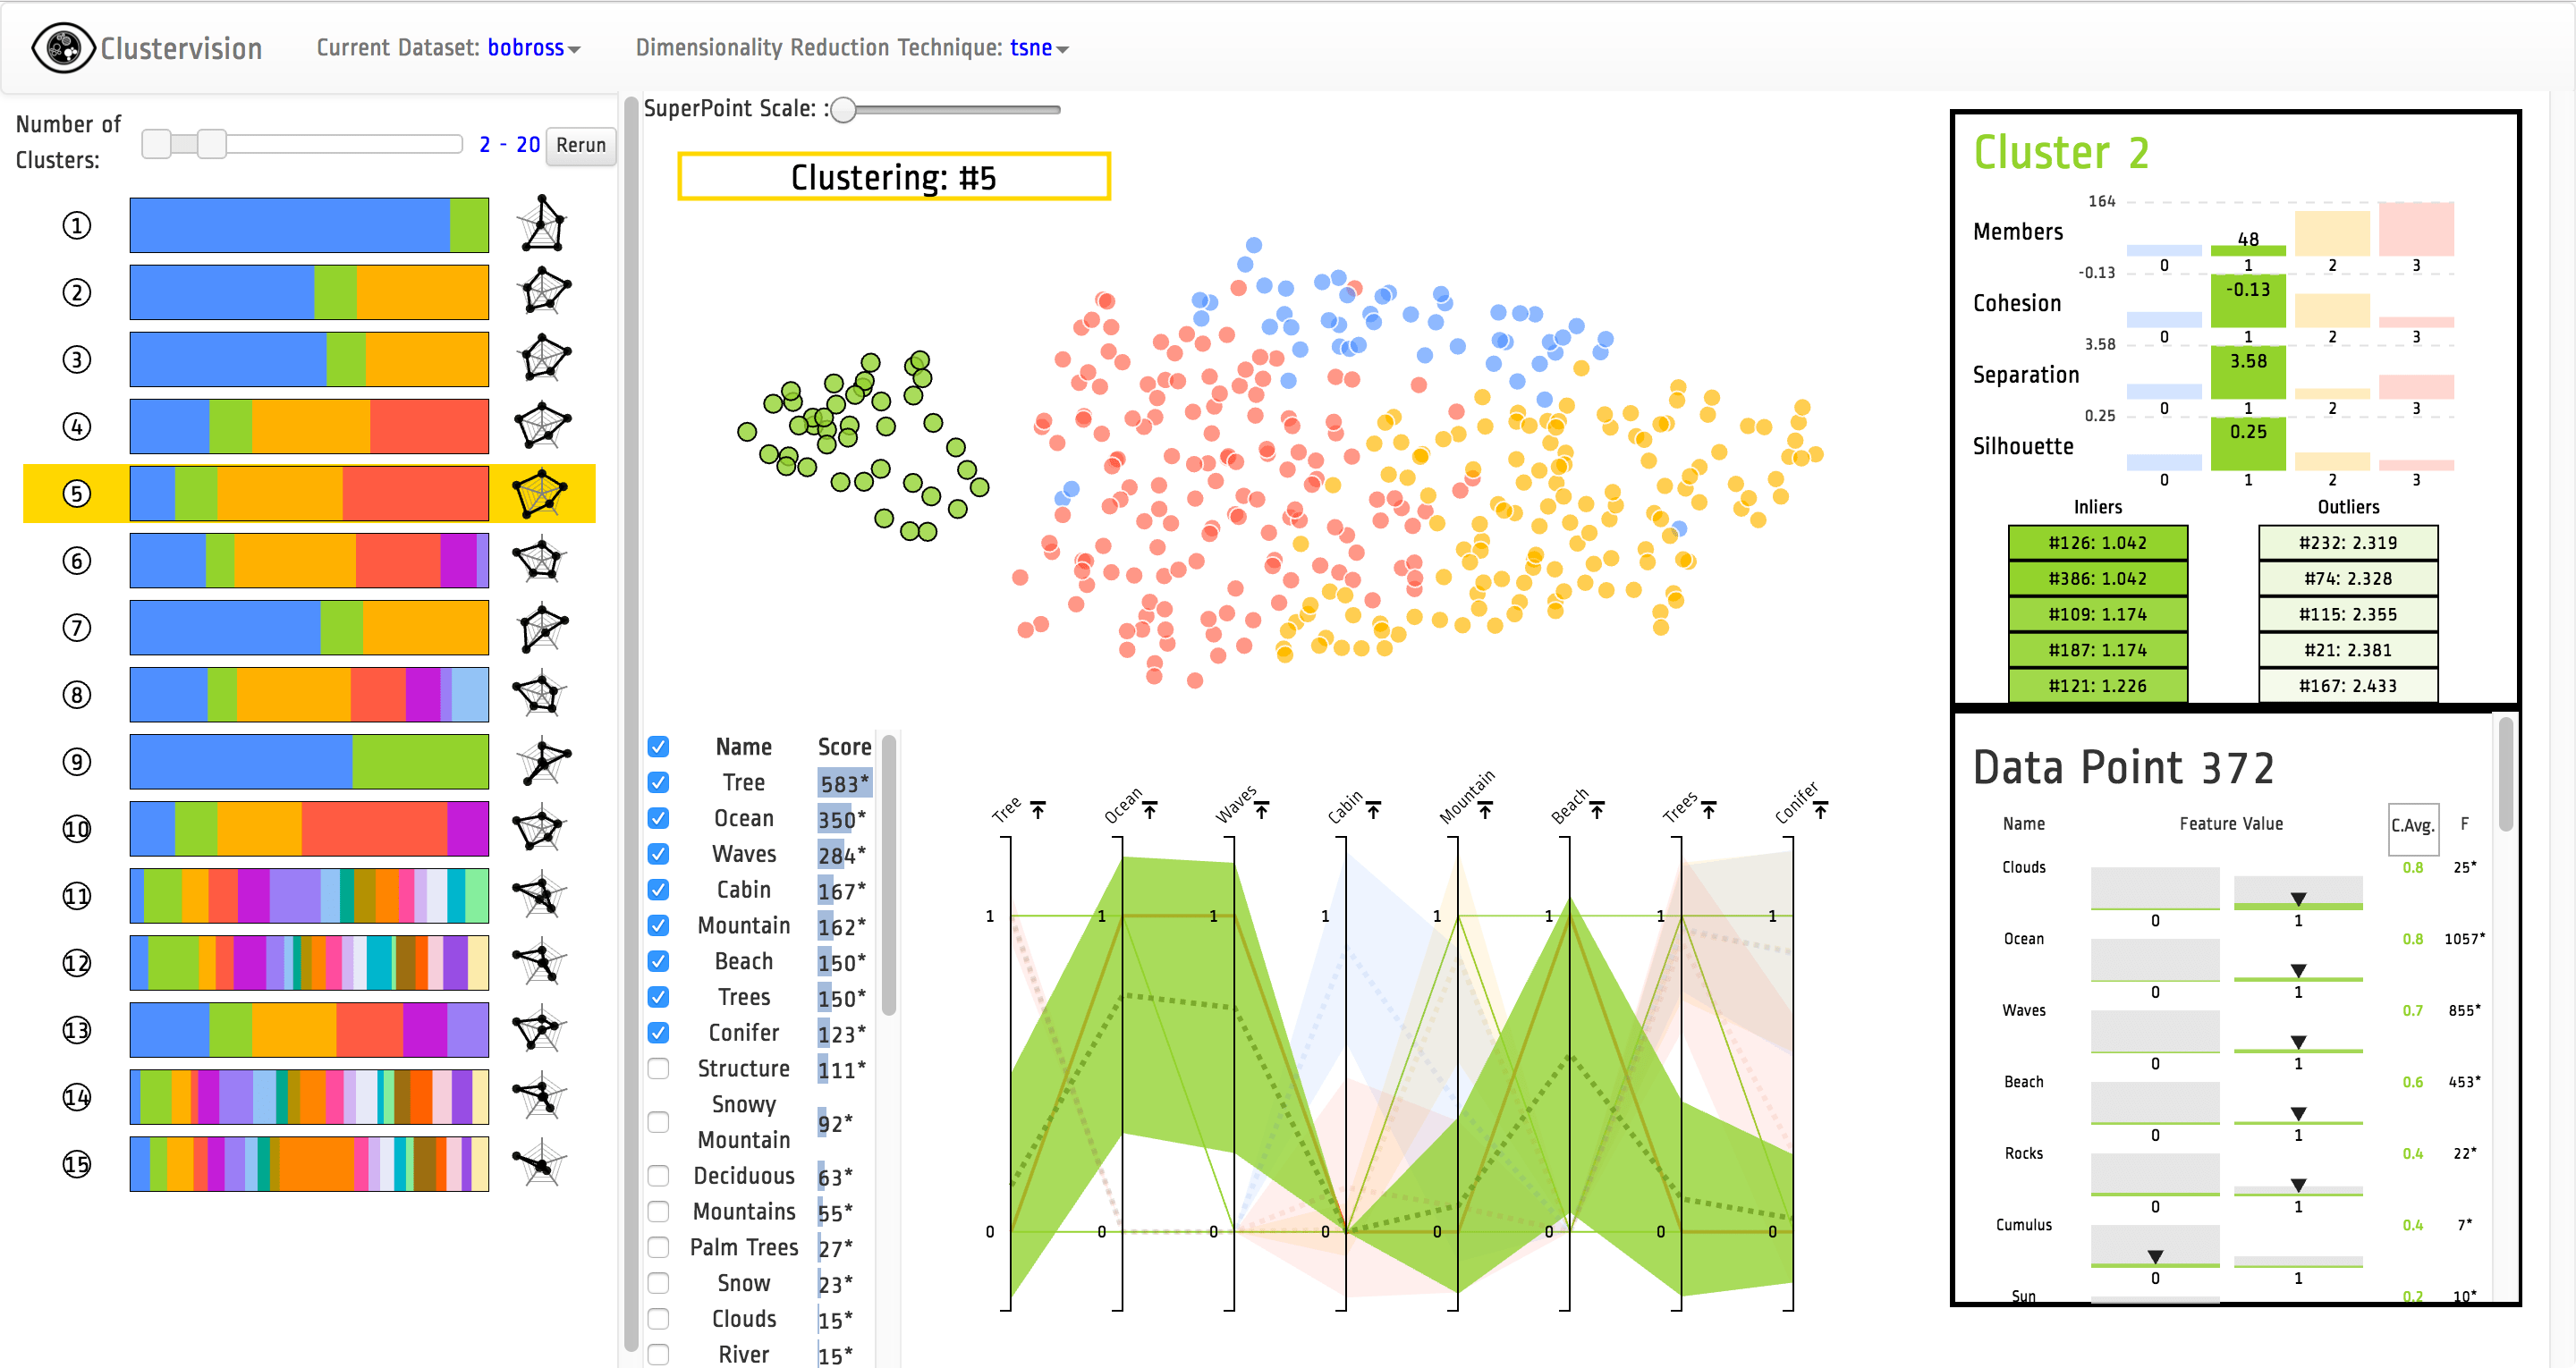 Clustervision
Current Dataset: bobross
Dimensionality Reduction Technique: tsne
Number of
Clusters:
2 - 20
Rerun
1
2
3
4
5
6
7
8
9
10
11
12
13
14
15
SuperPoint Scale: :
Clustering: #5
Name Score
Tree 583*
Ocean 350*
Waves 284*
Cabin 167*
Mountain 162*
Beach 150*
Trees 150*
Conifer 123*
Structure 111*
Snowy
Mountain 92*
Deciduous 63*
Mountains 55*
Palm Trees 27*
Snow 23*
Clouds 15*
River 15*
Tree Ocean Waves Cabin Mountain Beach Trees Conifer
1 1 1 1 1 1 1 1
0 0 0 0 0 0 0 0
Cluster 2
164
Members 48
0 1 2 3
-0.13
Cohesion -0.13
0 1 2 3
3.58
Separation 3.58
0 1 2 3
0.25
Silhouette 0.25
0 1 2 3
Inliers Outliers
#126: 1.042 #232: 2.319
#386: 1.042 #74: 2.328
#109: 1.174 #115: 2.355
#187: 1.174 #21: 2.381
#121: 1.226 #167: 2.433
Data Point 372
Name Feature Value C.Avg. F
Clouds 0.8 25*
0 1
Ocean 0.8 1057*
0 1
Waves 0.7 855*
0 1
Beach 0.6 453*
0 1
Rocks 0.4 22*
0 1
Cumulus 0.4 7*
0 1
Sun 0.2 10*